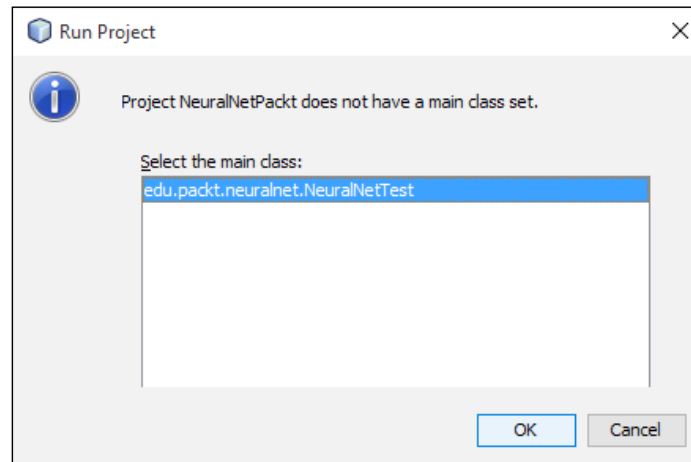 Run Project
Project NeuralNetPackt does not have a main class set.
Select the main class:
edu.packt.neuralnet.NeuralNetTest
OK Cancel